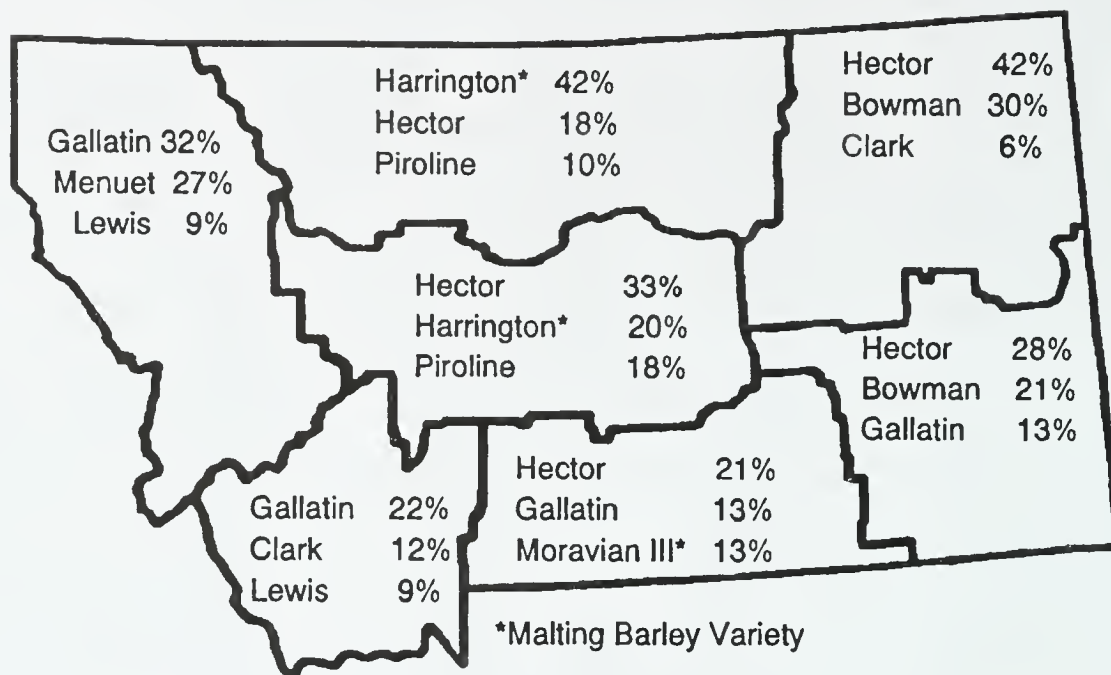 Gallatin 32%
Menuet 27%
Lewis 9%
Harrington* 42%
Hector 18%
Piroline 10%
Hector 42%
Bowman 30%
Clark 6%
Hector 33%
Harrington* 20%
Piroline 18%
Hector 28%
Bowman 21%
Gallatin 13%
Gallatin 22%
Clark 12%
Lewis 9%
Hector 21%
Gallatin 13%
Moravian III* 13%
*Malting Barley Variety